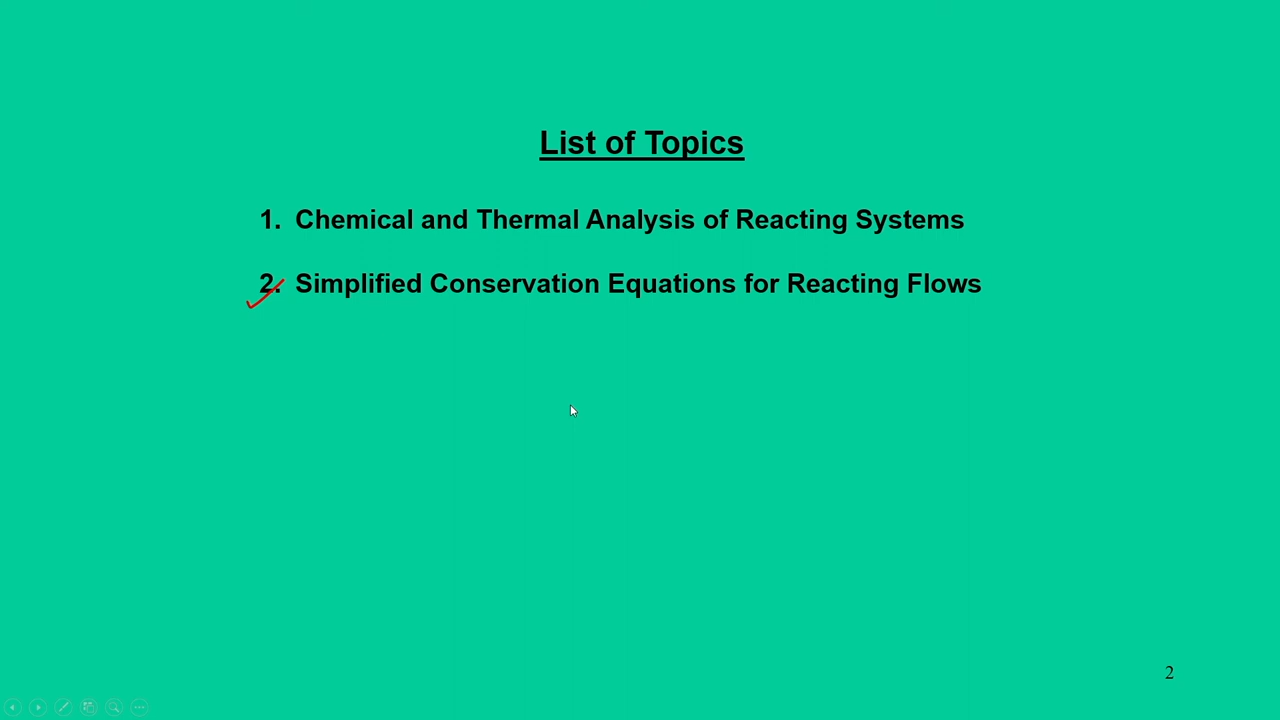 List of Topics
1. Chemical and Thermal Analysis of Reacting Systems
2. Simplified Conservation Equations for Reacting Flows
2